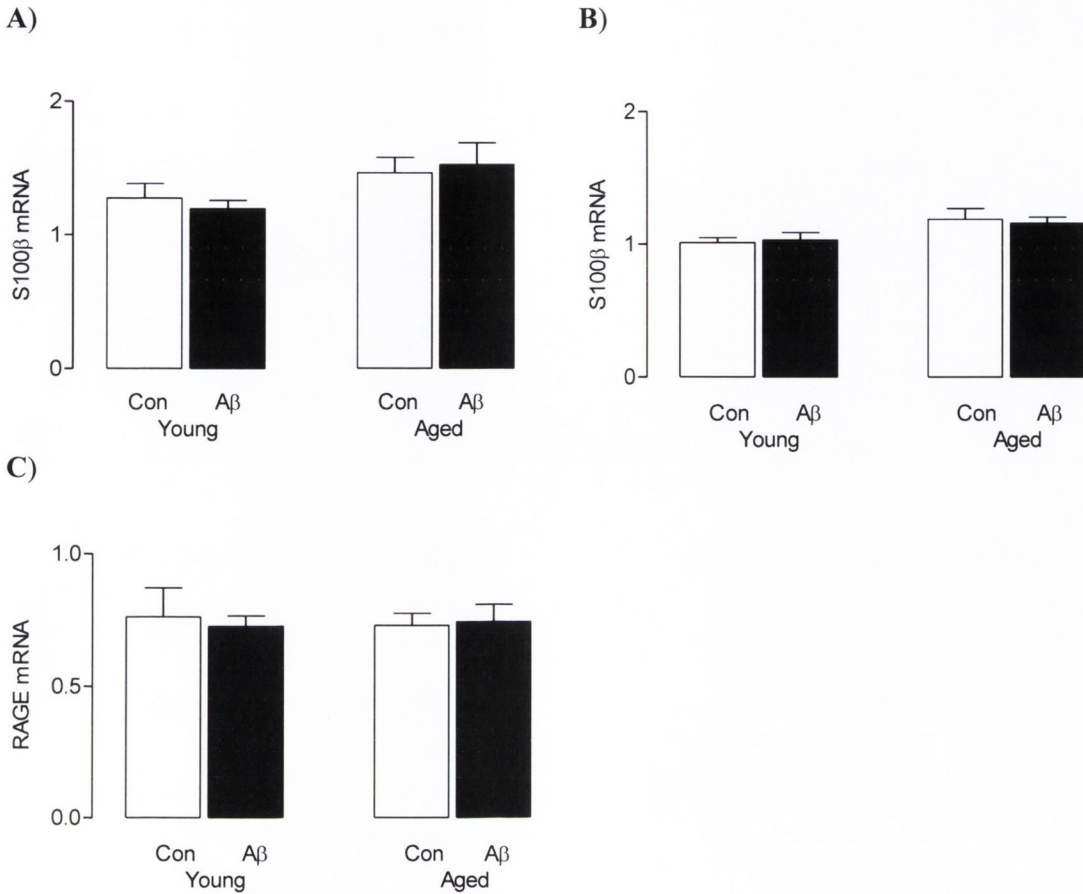 A)
2
1
0
S100β mRNA
Con Aβ Con Aβ
Young Aged
B)
2
1
0
S100β mRNA
Con Aβ Con Aβ
Young Aged
C)
1.0
0.5
0.0
RAGE mRNA
Con Aβ Con Aβ
Young Aged